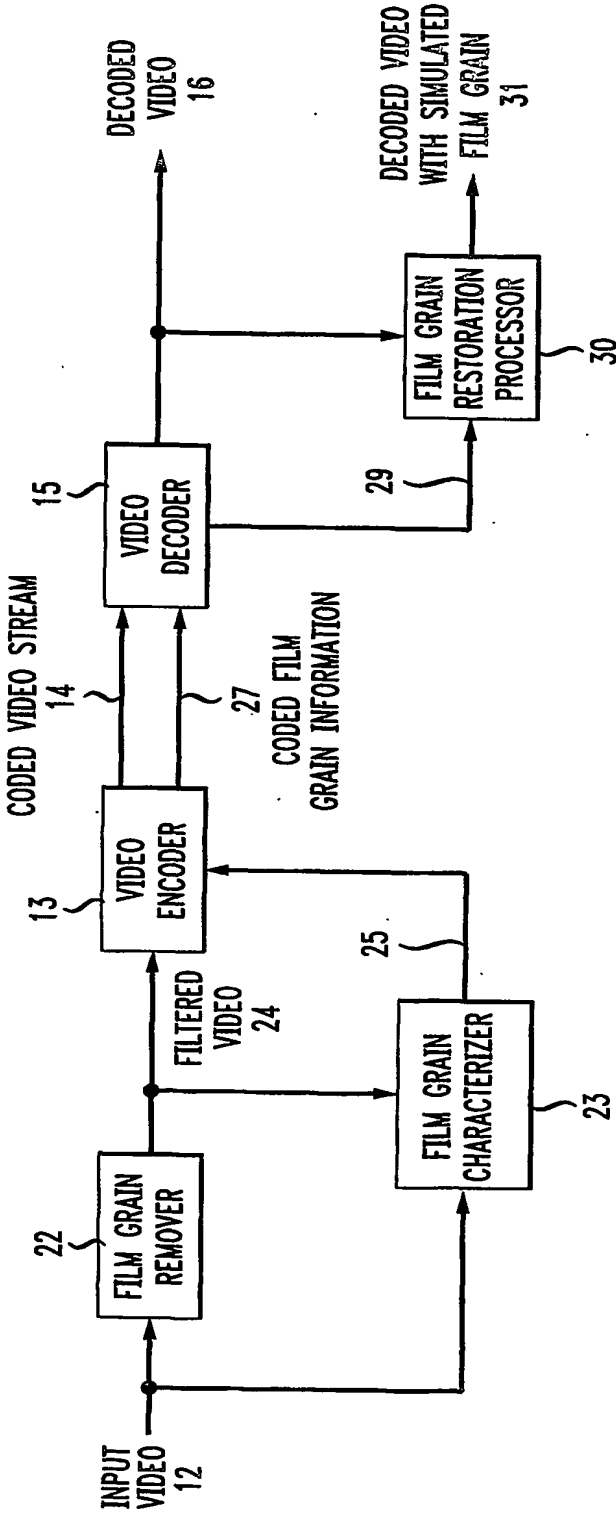 INPUT
VIDEO
12
22
FILM GRAIN
REMOVER
FILTERED
VIDEO
24
FILM GRAIN
CHARACTERIZER
23
25
13
VIDEO
ENCODER
CODED VIDEO STREAM
14
27
CODED FILM
GRAIN INFORMATION
15
VIDEO
DECODER
29
DECODED
VIDEO
16
FILM GRAIN
RESTORATION
PROCESSOR
30
DECODED VIDEO
WITH SIMULATED
FILM GRAIN
31